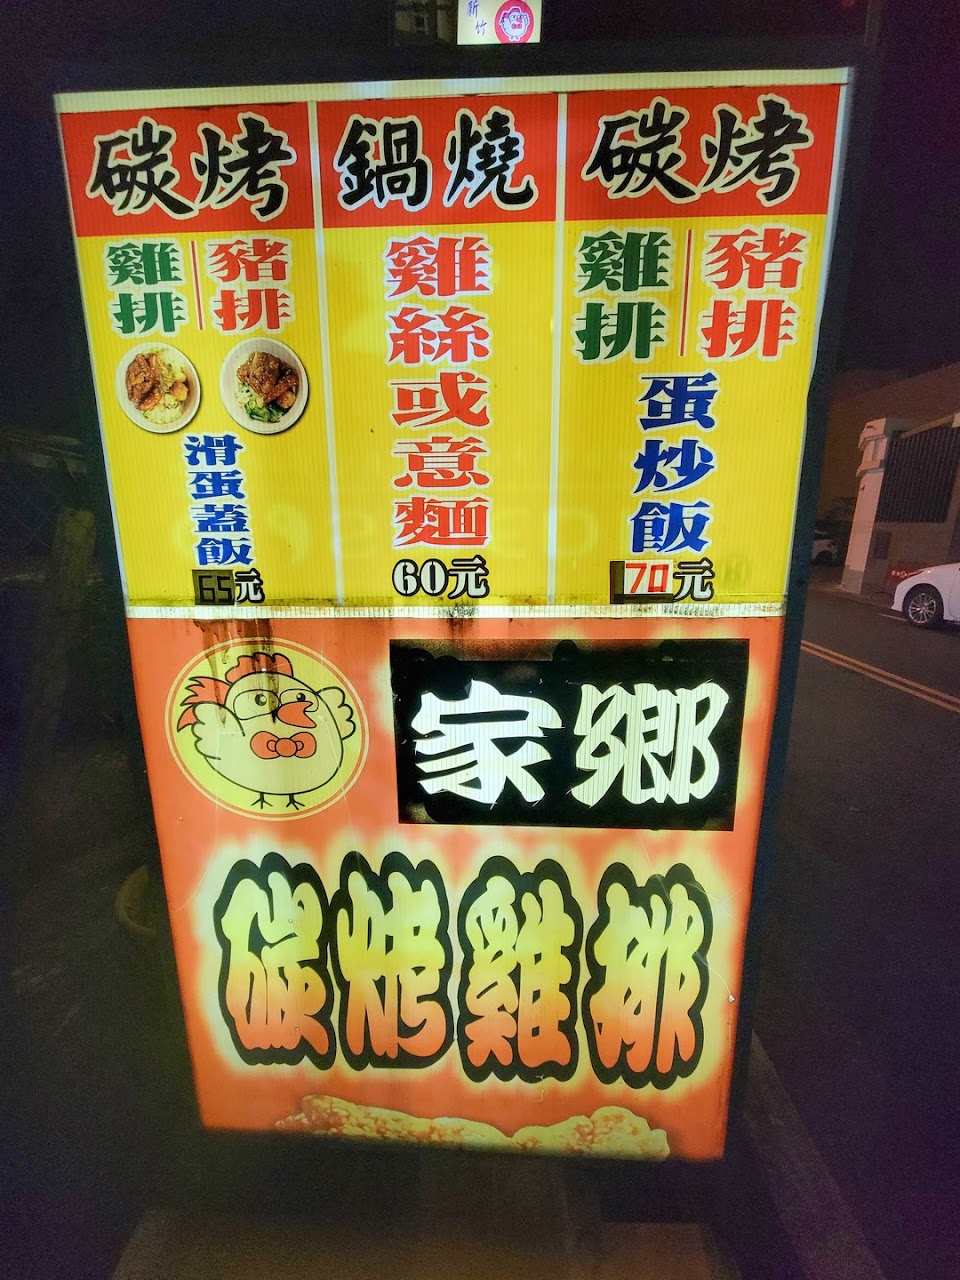 新竹
碳烤
雞排 豬排
滑蛋蓋飯
65元
鍋燒
雞絲或意麵
60元
碳烤
雞排 豬排
蛋炒飯
70元
家鄉
碳烤雞排